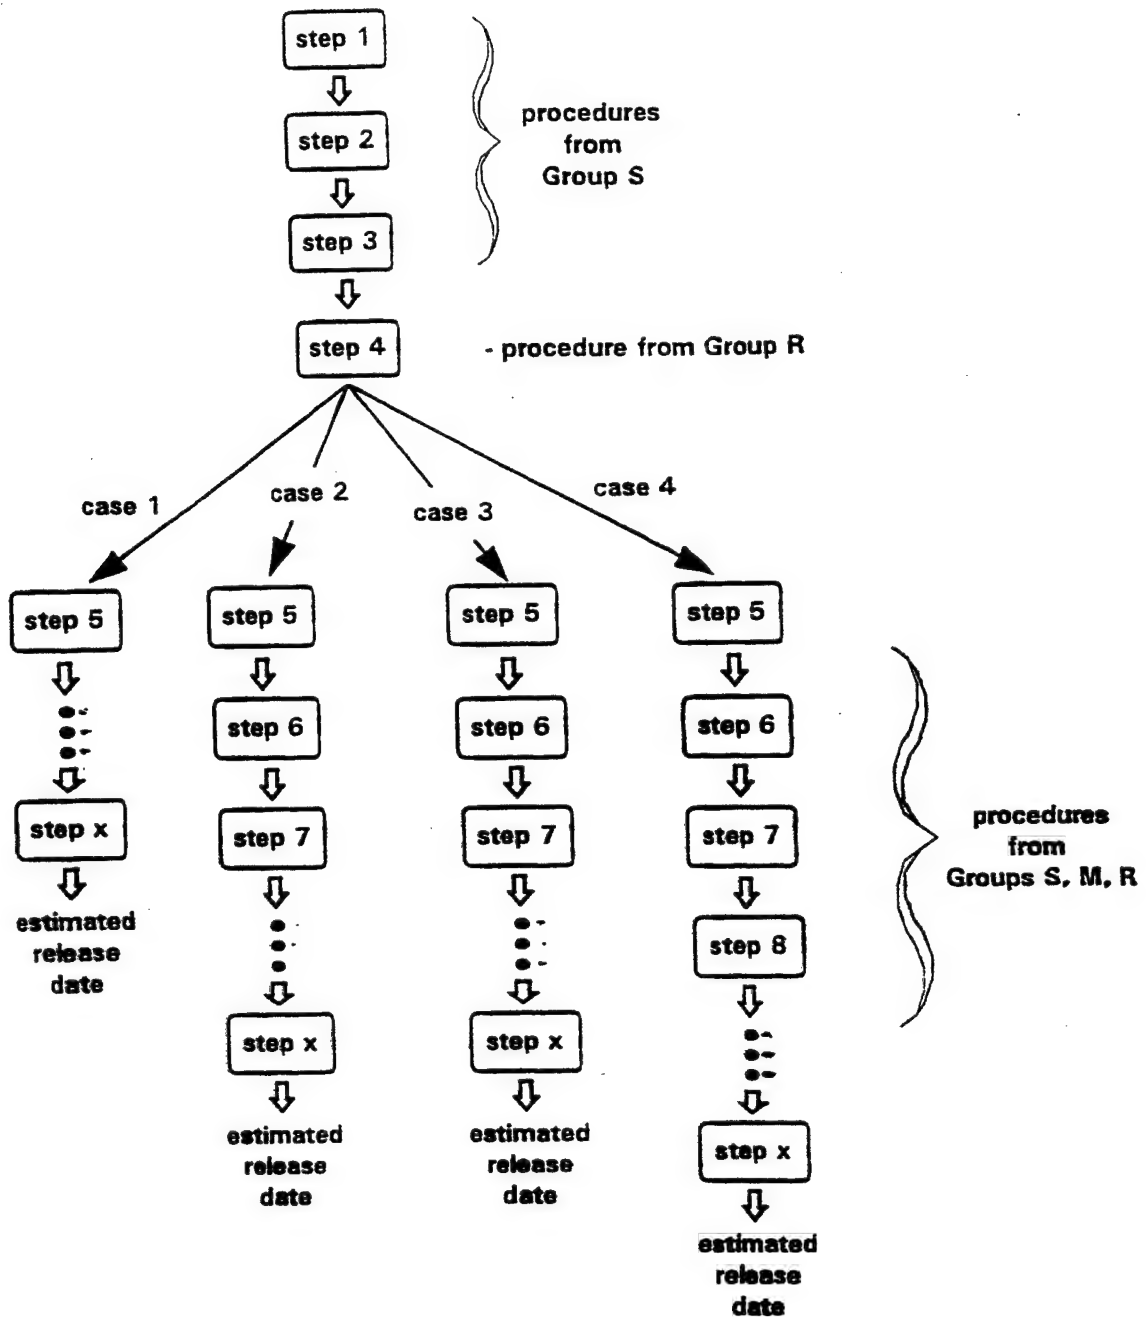 step 1
step 2
step 3
procedures
from
Group S
step 4
- procedure from Group R
case 1
case 2
case 3
case 4
step 5
step x
estimated
release
date
step 5
step 6
step 7
step x
estimated
release
date
step 5
step 6
step 7
step x
estimated
release
date
step 5
step 6
step 7
step 8
step x
estimated
release
date
procedures
from
Groups S, M, R